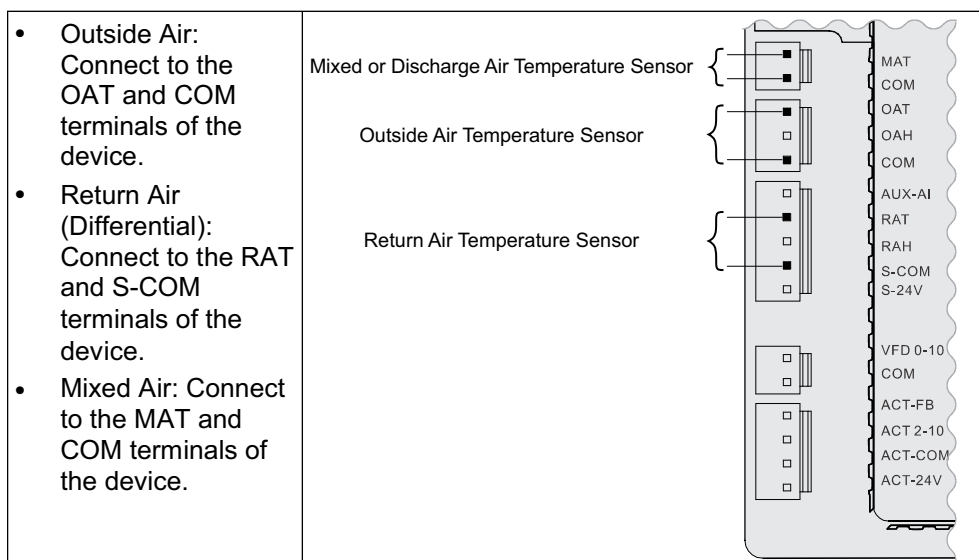 • Outside Air:
Connect to the
OAT and COM
terminals of the
device.
• Return Air
(Differential):
Connect to the RAT
and S-COM
terminals of the
device.
• Mixed Air: Connect
to the MAT and
COM terminals of
the device.
Mixed or Discharge Air Temperature Sensor
Outside Air Temperature Sensor
Return Air Temperature Sensor
MAT
COM
OAT
OAH
COM
AUX-AI
RAT
RAH
S-COM
S-24V
VFD 0-10
COM
ACT-FB
ACT 2-10
ACT-COM
ACT-24V